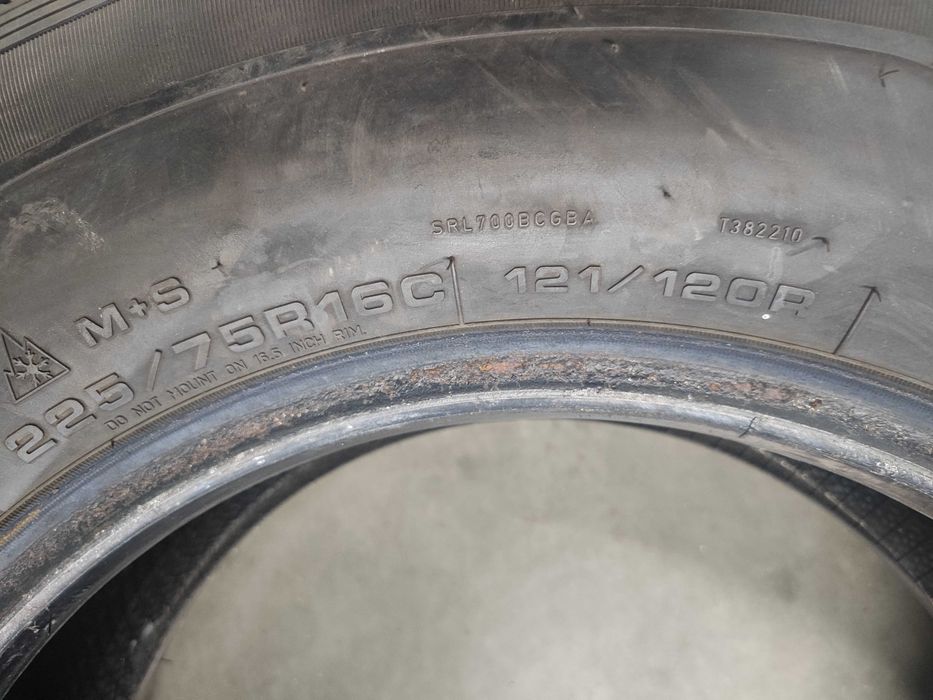 SRL700BCGBA
T382210
M+S
225/75R16C 121/120R
DO NOT MOUNT ON 16.5 INCH RIM.